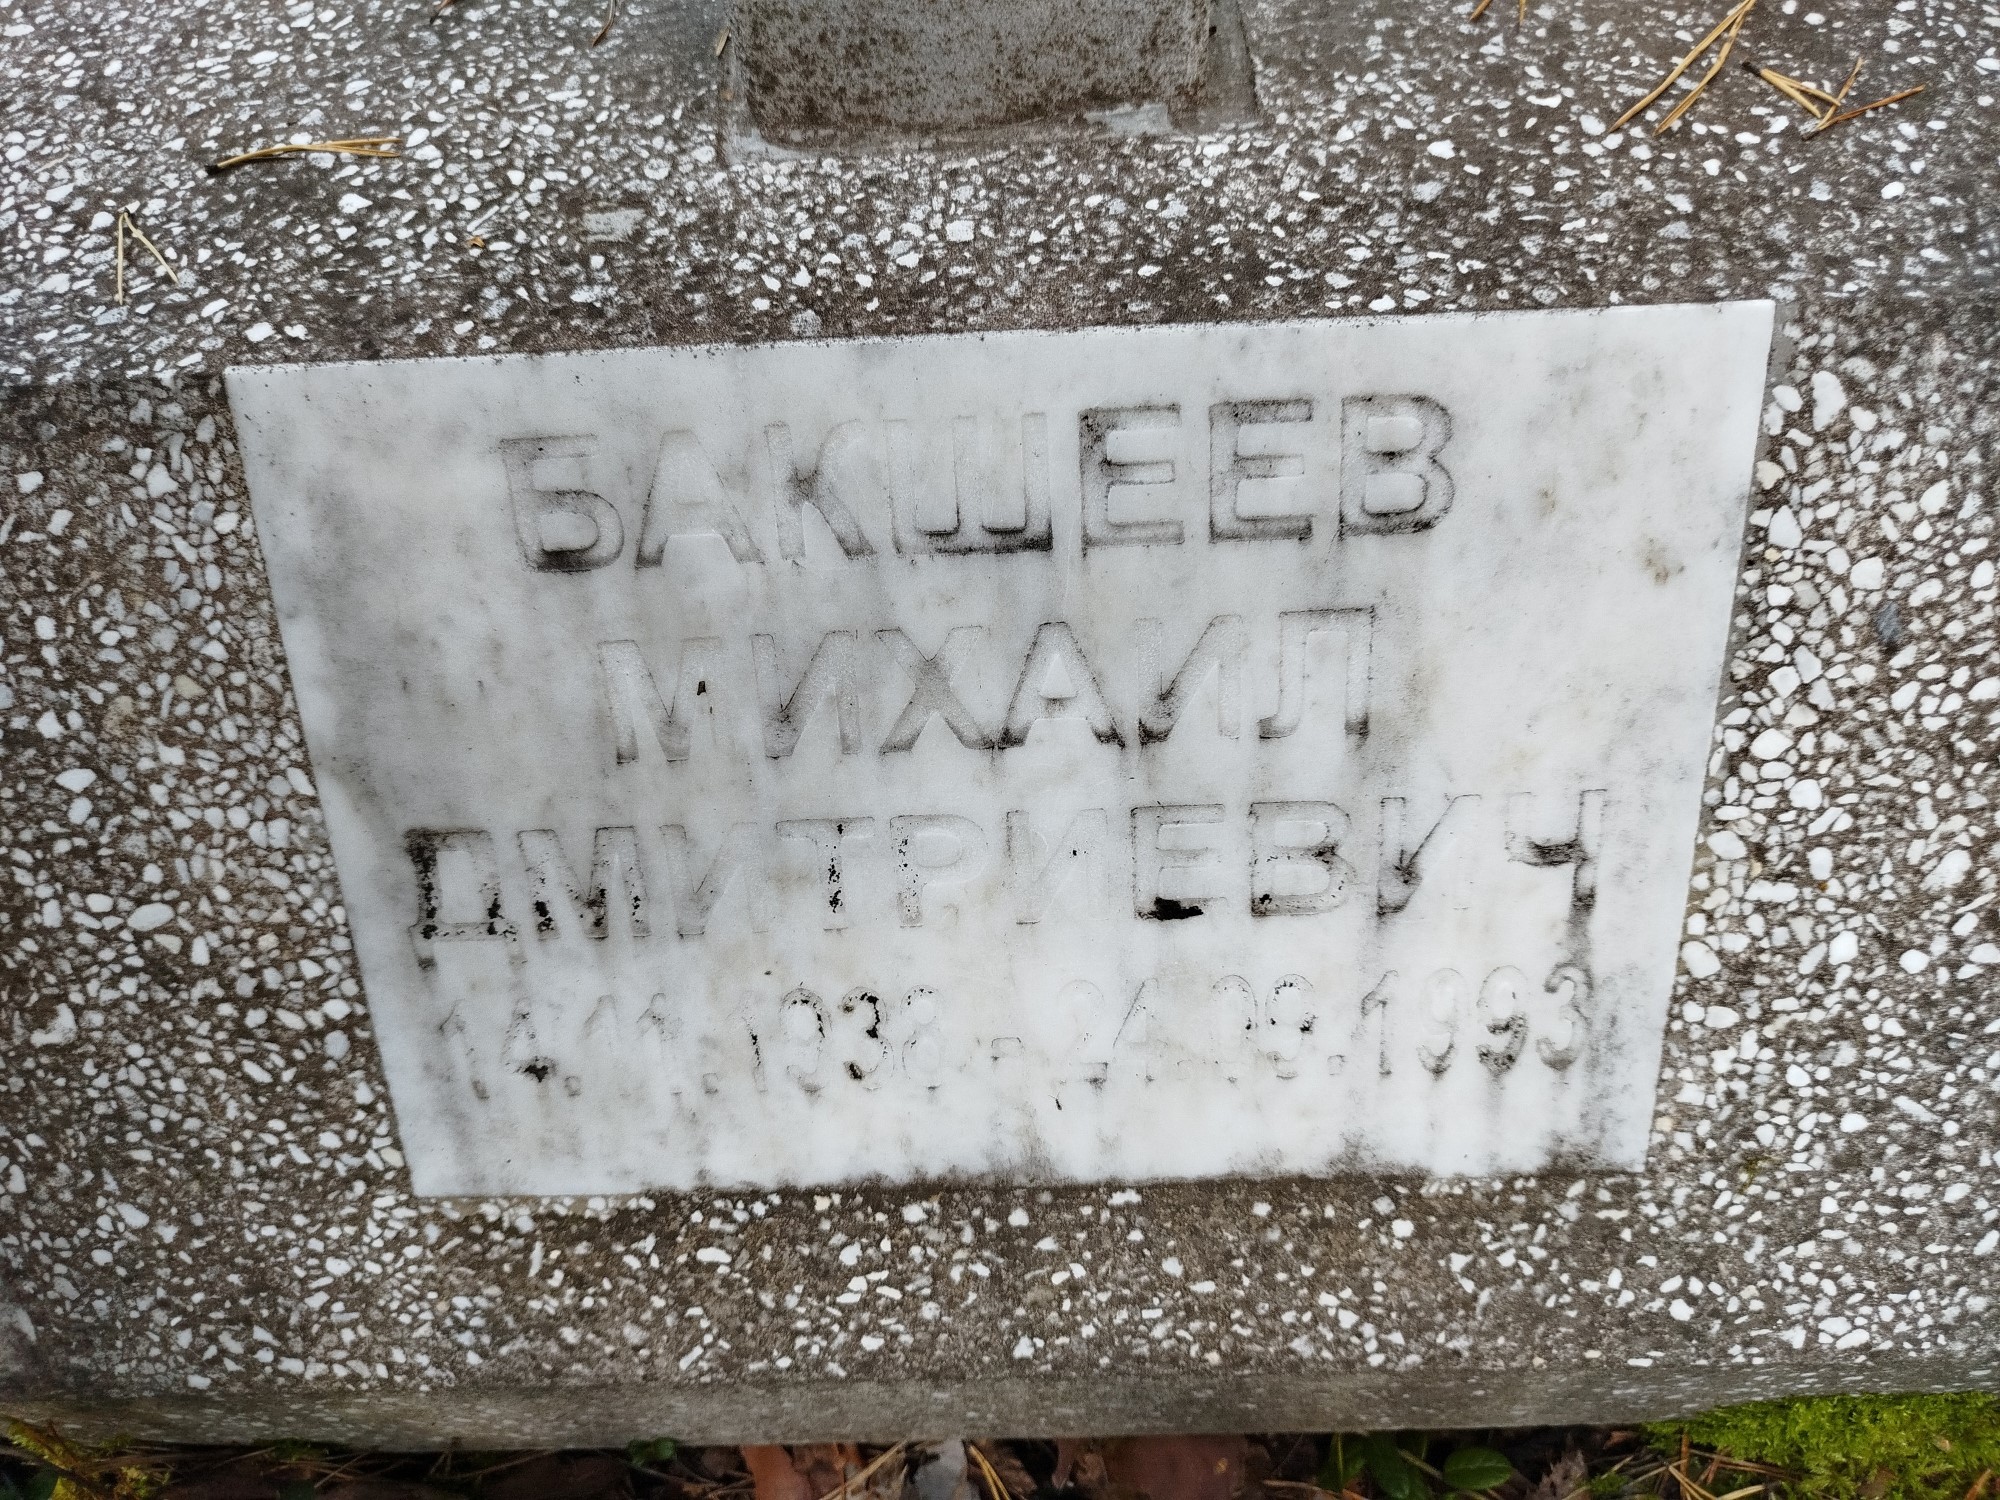 БАКШЕЕВ
МИХАИЛ
ДМИТРИЕВИЧ
14.11.1938 - 24.09.1993